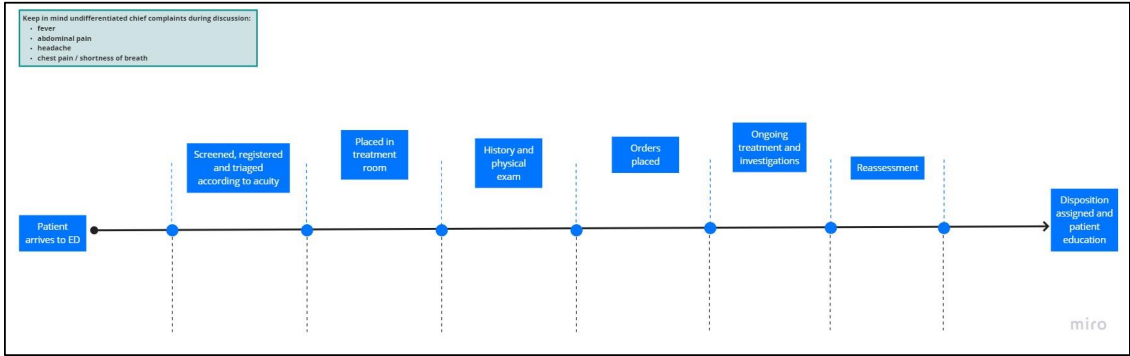 Keep in mind undifferentiated chief complaints during discussion:
• fever
• abdominal pain
• headache
• chest pain / shortness of breath
Patient
arrives to ED
Screened, registered
and triaged
according to acuity
Placed in
treatment
room
History and
physical
exam
Orders
placed
Ongoing
treatment and
investigations
Reassessment
Disposition
assigned and
patient
education
miro